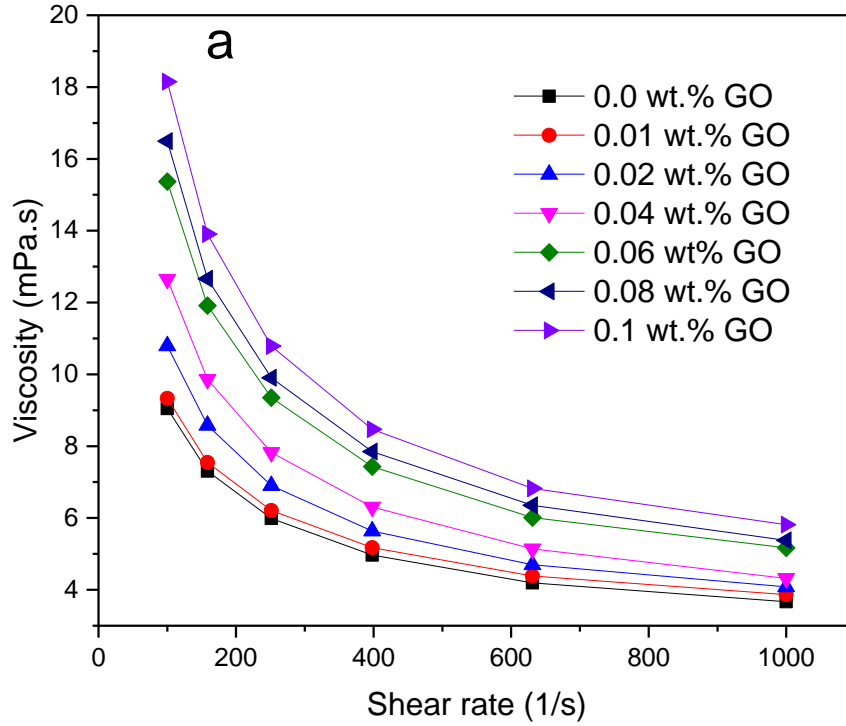 a
20
18
16
14
12
10
8
6
4
Viscosity (mPa.s)
0.0 wt.% GO
0.01 wt.% GO
0.02 wt.% GO
0.04 wt.% GO
0.06 wt% GO
0.08 wt.% GO
0.1 wt.% GO
0 200 400 600 800 1000
Shear rate (1/s)